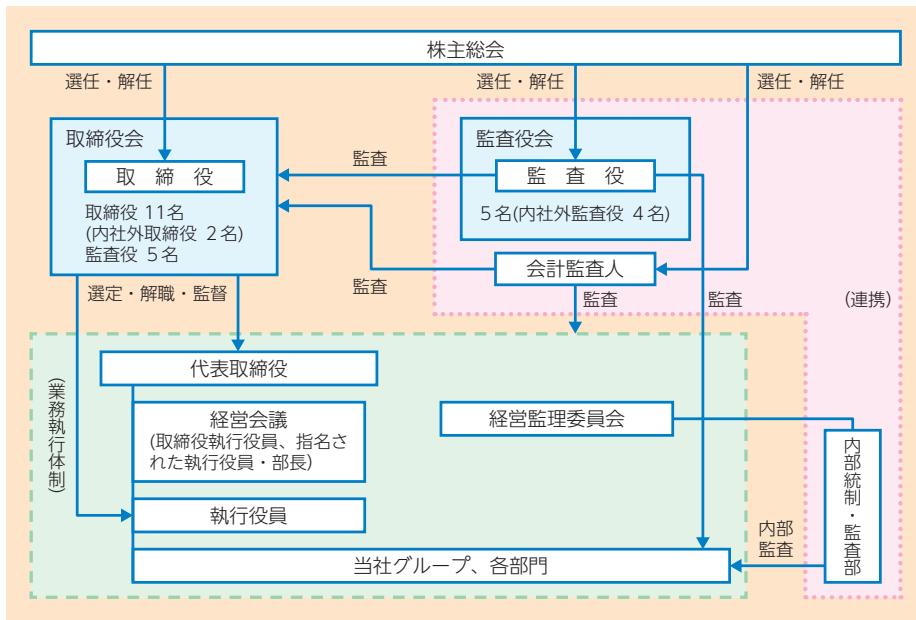 株主総会
選任・解任
選任・解任
選任・解任
取締役会
取締役
取締役 11名
(内社外取締役 2名)
監査役 5名
監査
監査役会
監査役
5名(内社外監査役 4名)
会計監査人
監査
監査
監査
(連携)
選定・解職・監督
(業務執行体制)
代表取締役
経営会議
(取締役執行役員、指名さ
れた執行役員・部長)
執行役員
経営監理委員会
内部統制・監査部
内部
監査
当社グループ、各部門